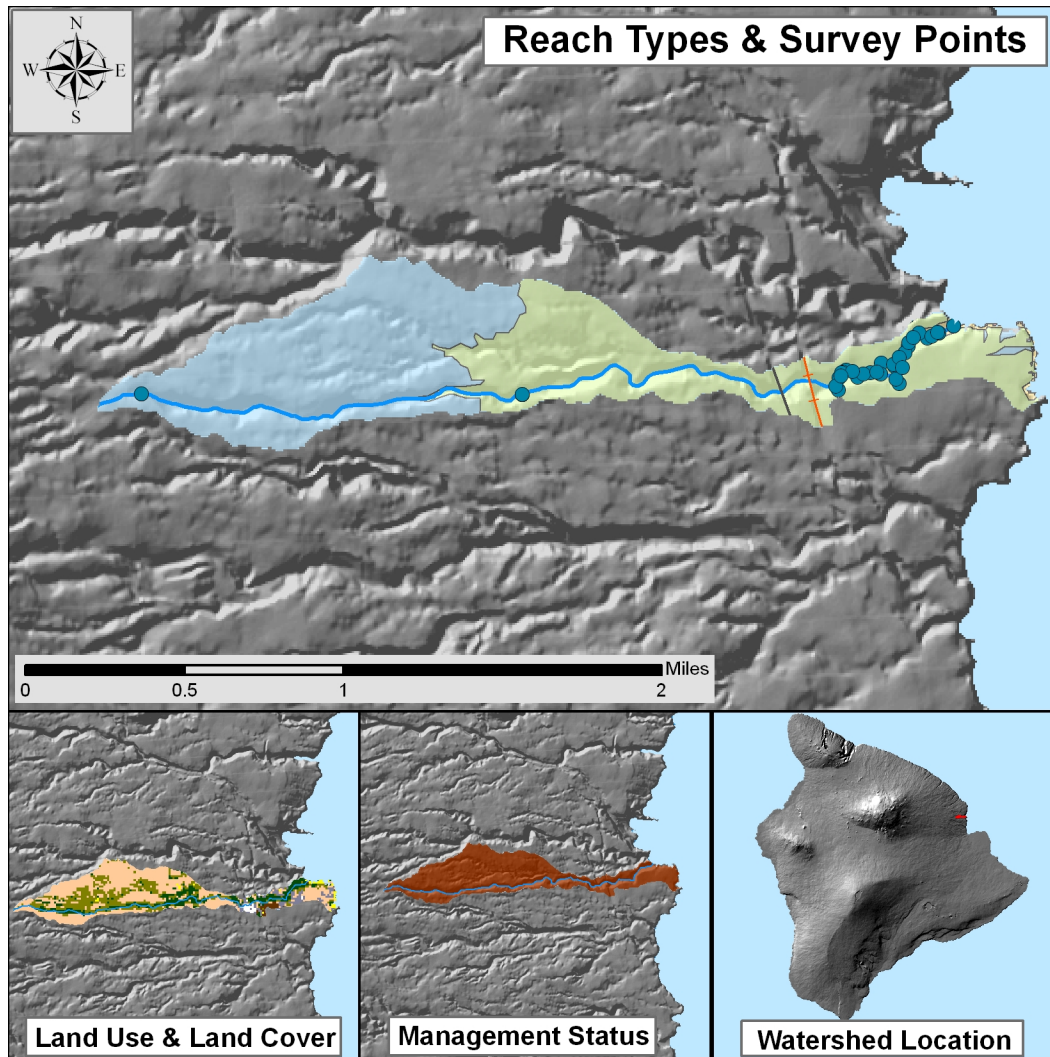 N
W E
S
Reach Types & Survey Points
Miles
0 0.5 1 2
Land Use & Land Cover
Management Status
Watershed Location